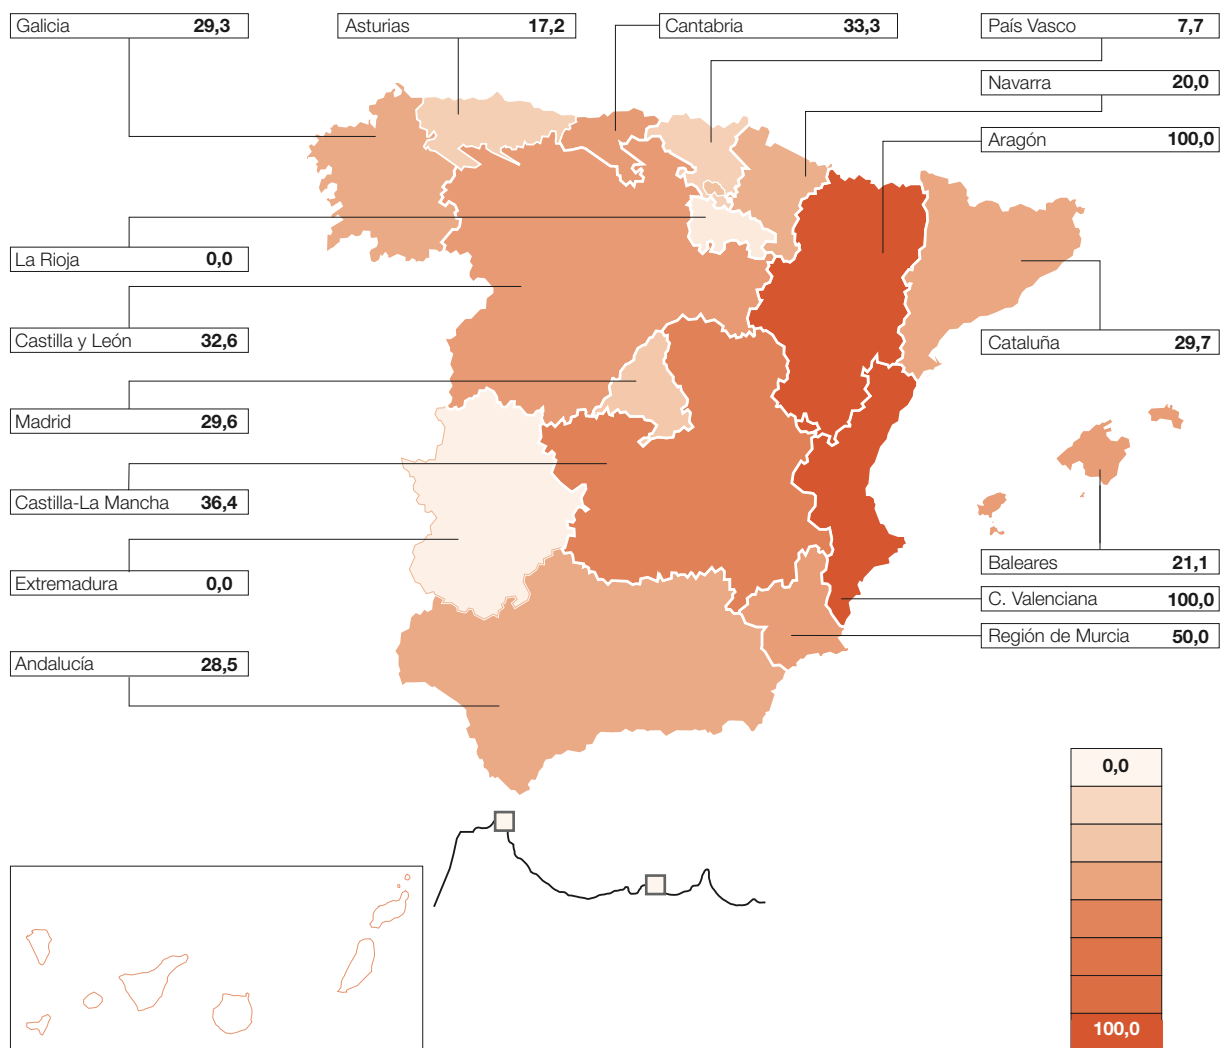 Galicia 29,3
Asturias 17,2
Cantabria 33,3
País Vasco 7,7
Navarra 20,0
Aragón 100,0
La Rioja 0,0
Castilla y León 32,6
Cataluña 29,7
Madrid 29,6
Castilla-La Mancha 36,4
Extremadura 0,0
Baleares 21,1
C. Valenciana 100,0
Región de Murcia 50,0
Andalucía 28,5
0,0
100,0